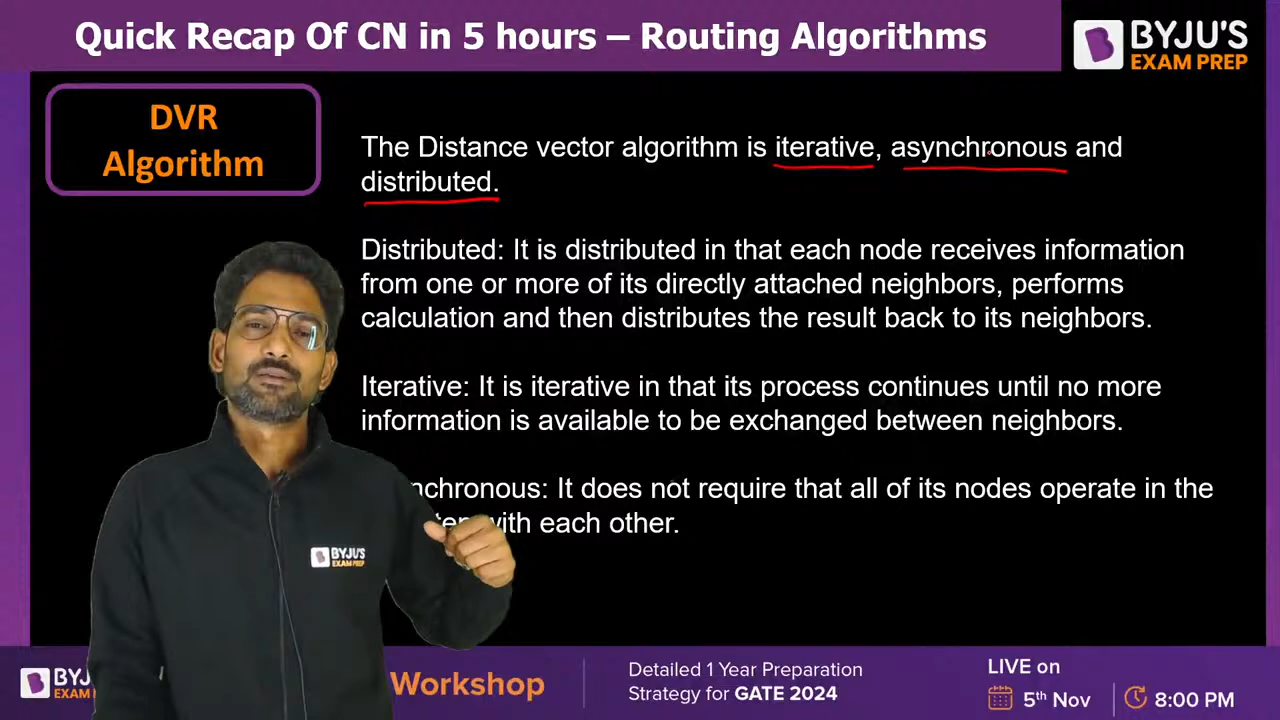 Quick Recap Of CN in 5 hours – Routing Algorithms
BYJU'S
EXAM PREP
DVR
Algorithm
The Distance vector algorithm is iterative, asynchronous and
distributed.
Distributed: It is distributed in that each node receives information
from one or more of its directly attached neighbors, performs
calculation and then distributes the result back to its neighbors.
Iterative: It is iterative in that its process continues until no more
information is available to be exchanged between neighbors.
nchronous: It does not require that all of its nodes operate in the
with each other.
BYJU'S
EXAM PREP
BYJ
EXAM PREP
Workshop
Detailed 1 Year Preparation
Strategy for GATE 2024
LIVE on
5th Nov
8:00 PM